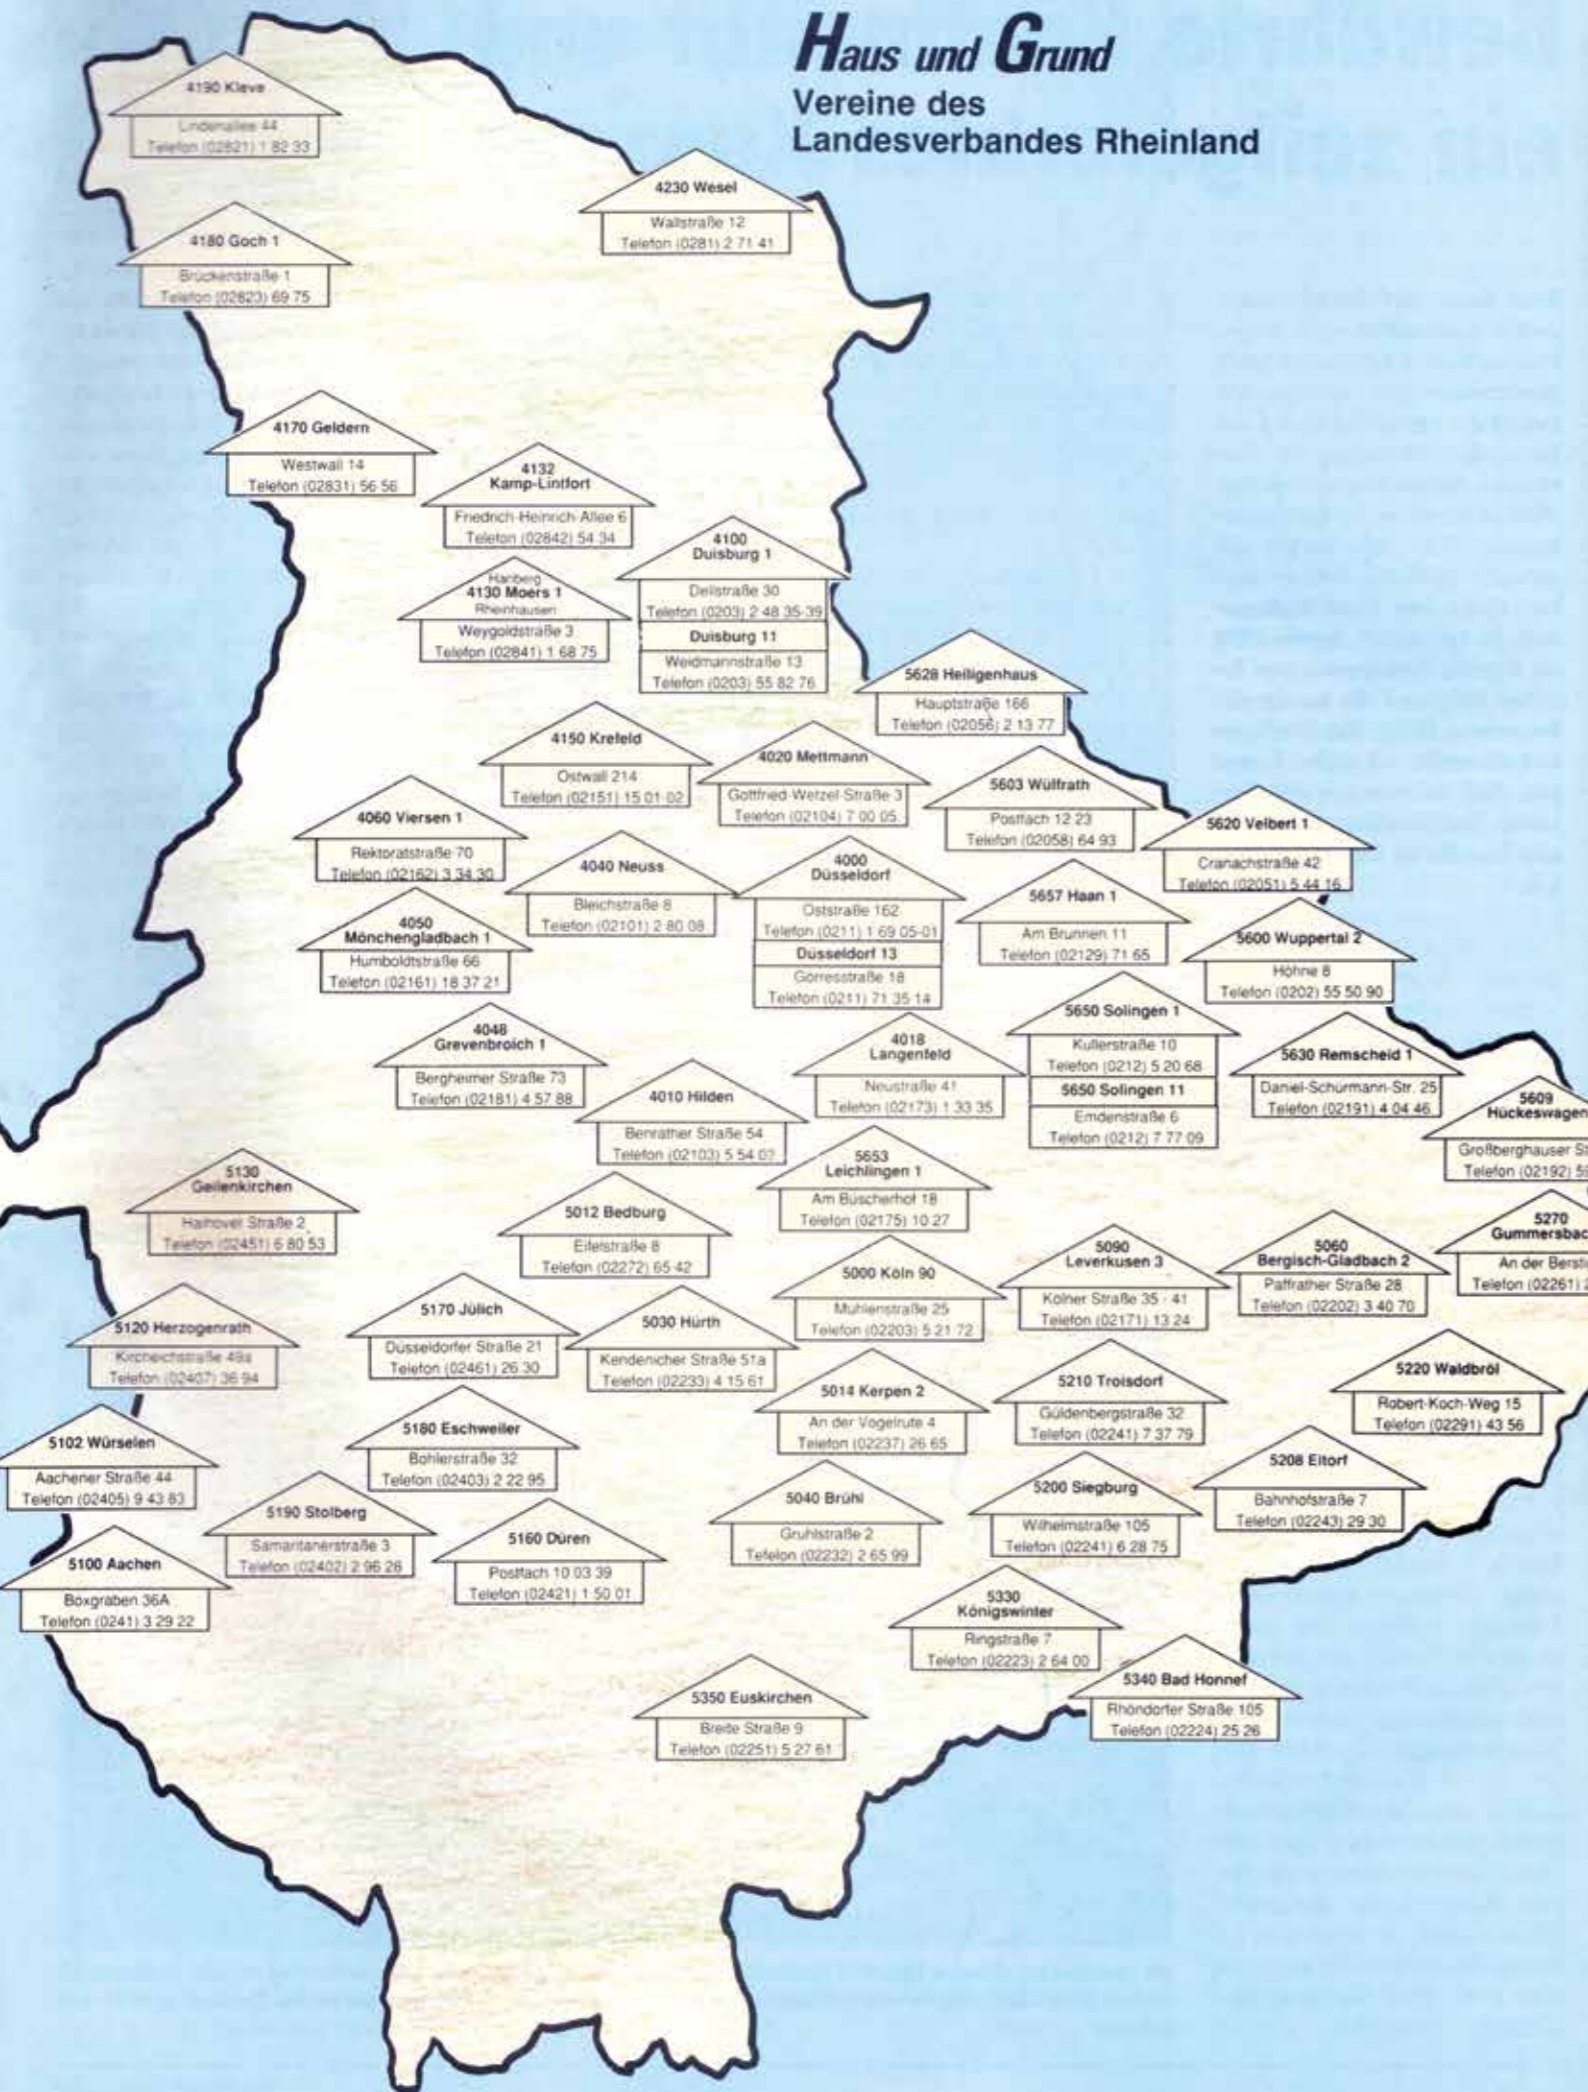 Haus und Grund
Vereine des
Landesverbandes Rheinland
4190 Kleve
Lindenallee 44
Telefon (02821) 1 82 33
4230 Wesel
Wallstraße 12
Telefon (0281) 2 71 41
4180 Goch 1
Brückenstraße 1
Telefon (02823) 69 75
4170 Geldern
Westwall 14
Telefon (02831) 56 56
4132
Kamp-Lintfort
Friedrich-Heinrich-Allee 6
Telefon (02842) 54 34
4100
Duisburg 1
Dellstraße 30
Telefon (0203) 2 48 35-39
Duisburg 11
Weidmannstraße 13
Telefon (0203) 55 82 76
4130 Moers 1
Rheinhausen
Weygoldstraße 3
Telefon (02841) 1 68 75
5628 Heiligenhaus
Hauptstraße 166
Telefon (02056) 2 13 77
4150 Krefeld
Ostwall 214
Telefon (02151) 15 01-02
4020 Mettmann
Gottfried-Wetzel-Straße 3
Telefon (02104) 7 00 05
5603 Wülfrath
Postfach 12 23
Telefon (02058) 64 93
4060 Viersen 1
Rektoratstraße 70
Telefon (02162) 3 34 30
5620 Velbert 1
Cranachstraße 42
Telefon (02051) 5 44 16
4040 Neuss
Bleichstraße 8
Telefon (02101) 2 80 08
4000
Düsseldorf
Oststraße 162
Telefon (0211) 1 69 05-01
Düsseldorf 13
Görresstraße 18
Telefon (0211) 71 35 14
5657 Haan 1
Am Brunnen 11
Telefon (02129) 71 65
4050
Mönchengladbach 1
Humboldtstraße 66
Telefon (02161) 18 37 21
5600 Wuppertal 2
Höhne 8
Telefon (0202) 55 50 90
4048
Grevenbroich 1
Bergheimer Straße 73
Telefon (02181) 4 57 88
4018
Langenfeld
Neustraße 41
Telefon (02173) 1 33 35
5650 Solingen 1
Kullerstraße 10
Telefon (0212) 5 20 68
5650 Solingen 11
Emdenstraße 6
Telefon (0212) 7 77 09
5630 Remscheid 1
Daniel-Schürmann-Str. 25
Telefon (02191) 4 04 46
4010 Hilden
Benrather Straße 54
Telefon (02103) 5 54 02
5609
Hückeswagen
Großberghauser St
Telefon (02192) 59
5130
Geilenkirchen
Hainover Straße 2
Telefon (02451) 6 80 53
5653
Leichlingen 1
Am Büscherhof 18
Telefon (02175) 10 27
5012 Bedburg
Eifelstraße 8
Telefon (02272) 65 42
5270
Gummersbac
An der Bersti
Telefon (02261) 2
5090
Leverkusen 3
Kölner Straße 35 - 41
Telefon (02171) 13 24
5060
Bergisch-Gladbach 2
Paffrather Straße 28
Telefon (02202) 3 40 70
5000 Köln 90
Mühlenstraße 25
Telefon (02203) 5 21 72
5120 Herzogenrath
Kircheichstraße 49a
Telefon (02407) 36 94
5170 Jülich
Düsseldorfer Straße 21
Telefon (02461) 26 30
5030 Hürth
Kendenicher Straße 51a
Telefon (02233) 4 15 61
5220 Waldbröl
Robert-Koch-Weg 15
Telefon (02291) 43 56
5014 Kerpen 2
An der Vogelrute 4
Telefon (02237) 26 65
5210 Troisdorf
Güldenbergstraße 32
Telefon (02241) 7 37 79
5102 Würselen
Aachener Straße 44
Telefon (02405) 9 43 83
5180 Eschweiler
Bohlerstraße 32
Telefon (02403) 2 22 95
5208 Eitorf
Bahnhofstraße 7
Telefon (02243) 29 30
5190 Stolberg
Samaritanerstraße 3
Telefon (02402) 2 96 26
5040 Brühl
Gruhlstraße 2
Telefon (02232) 2 65 99
5200 Siegburg
Wilhelmstraße 105
Telefon (02241) 6 28 75
5160 Düren
Postfach 10 03 39
Telefon (02421) 1 50 01
5100 Aachen
Boxgraben 36A
Telefon (0241) 3 29 22
5330
Königswinter
Ringstraße 7
Telefon (02223) 2 64 00
5340 Bad Honnef
Rhöndorfer Straße 105
Telefon (02224) 25 26
5350 Euskirchen
Breite Straße 9
Telefon (02251) 5 27 61